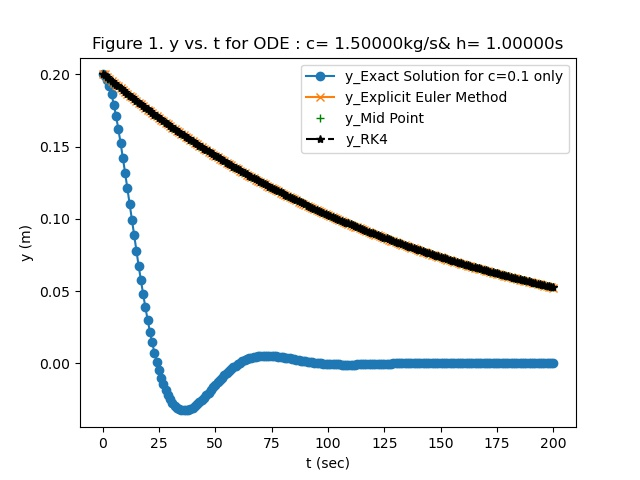 Figure 1. y vs. t for ODE : c= 1.50000kg/s& h= 1.00000s
y_Exact Solution for c=0.1 only
y_Explicit Euler Method
y_Mid Point
y_RK4
y (m)
0.20
0.15
0.10
0.05
0.00
0 25 50 75 100 125 150 175 200
t (sec)